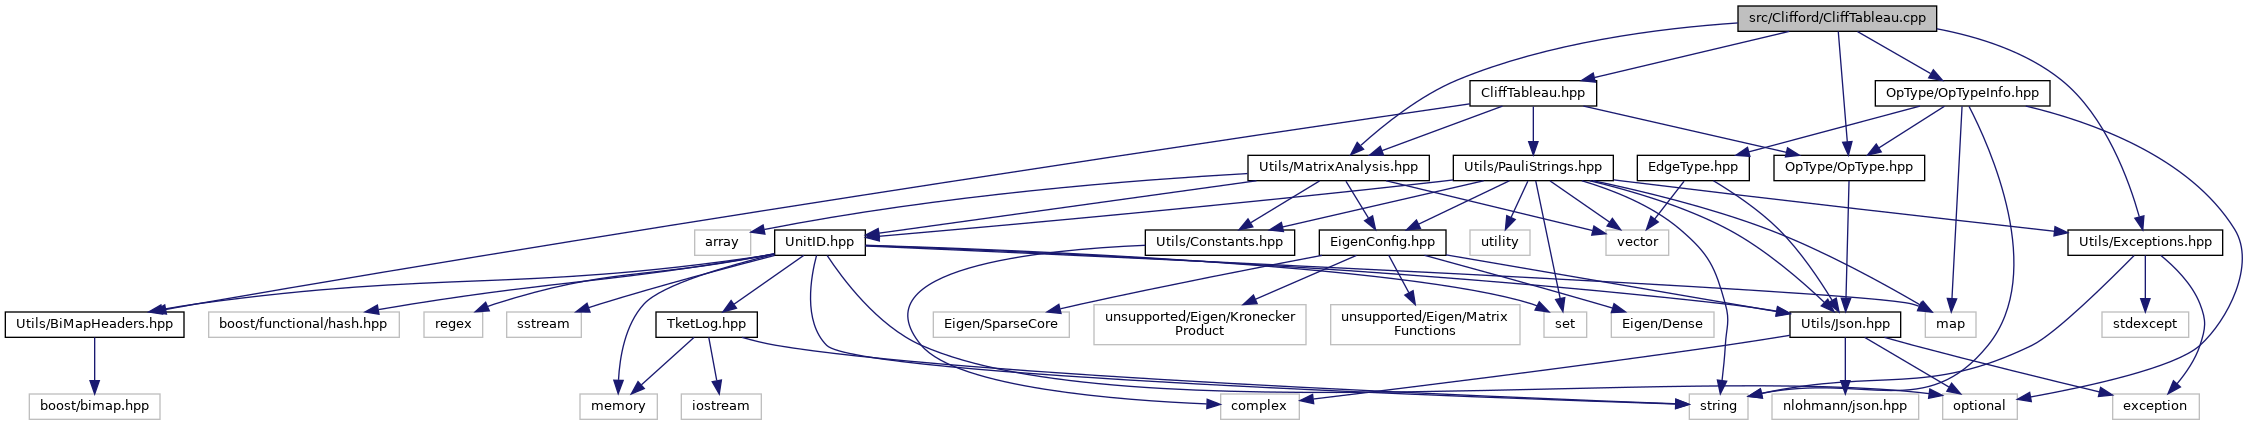 src/Clifford/CliffTableau.cpp
CliffTableau.hpp
OpType/OpTypeInfo.hpp
Utils/MatrixAnalysis.hpp
Utils/PauliStrings.hpp
EdgeType.hpp
OpType/OpType.hpp
array
UnitID.hpp
Utils/Constants.hpp
EigenConfig.hpp
utility
vector
Utils/Exceptions.hpp
Utils/BiMapHeaders.hpp
boost/functional/hash.hpp
regex
sstream
TketLog.hpp
Eigen/SparseCore
unsupported/Eigen/Kronecker
Product
unsupported/Eigen/Matrix
Functions
set
Eigen/Dense
Utils/Json.hpp
map
stdexcept
boost/bimap.hpp
memory
iostream
complex
string
nlohmann/json.hpp
optional
exception